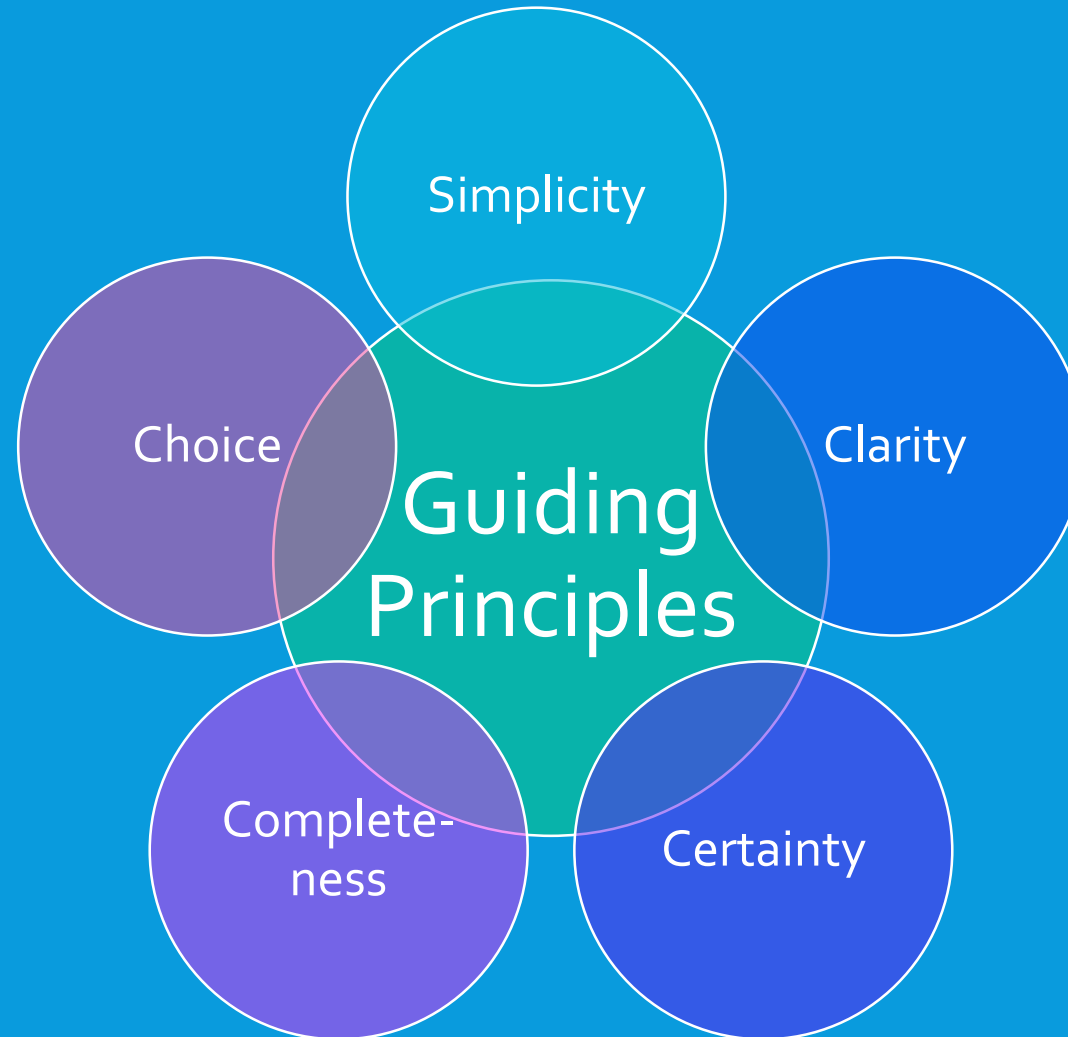 Simplicity
Choice
Clarity
Guiding
Principles
Complete-
ness
Certainty